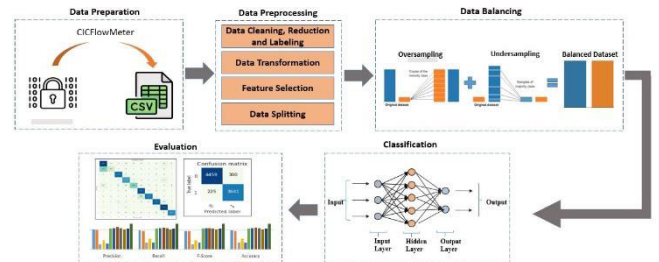 Data Preparation
CICFlowMeter
CSV
Data Preprocessing
Data Cleaning, Reduction
and Labeling
Data Transformation
Feature Selection
Data Splitting
Data Balancing
Oversampling
Undersampling
Balanced Dataset
Original dataset
Original dataset
Classification
Input
Output
Input
Layer
Hidden
Layer
Output
Layer
Evaluation
Confusion matrix
True label
Predicted label
Precision
Recall
F-Score
Accuracy